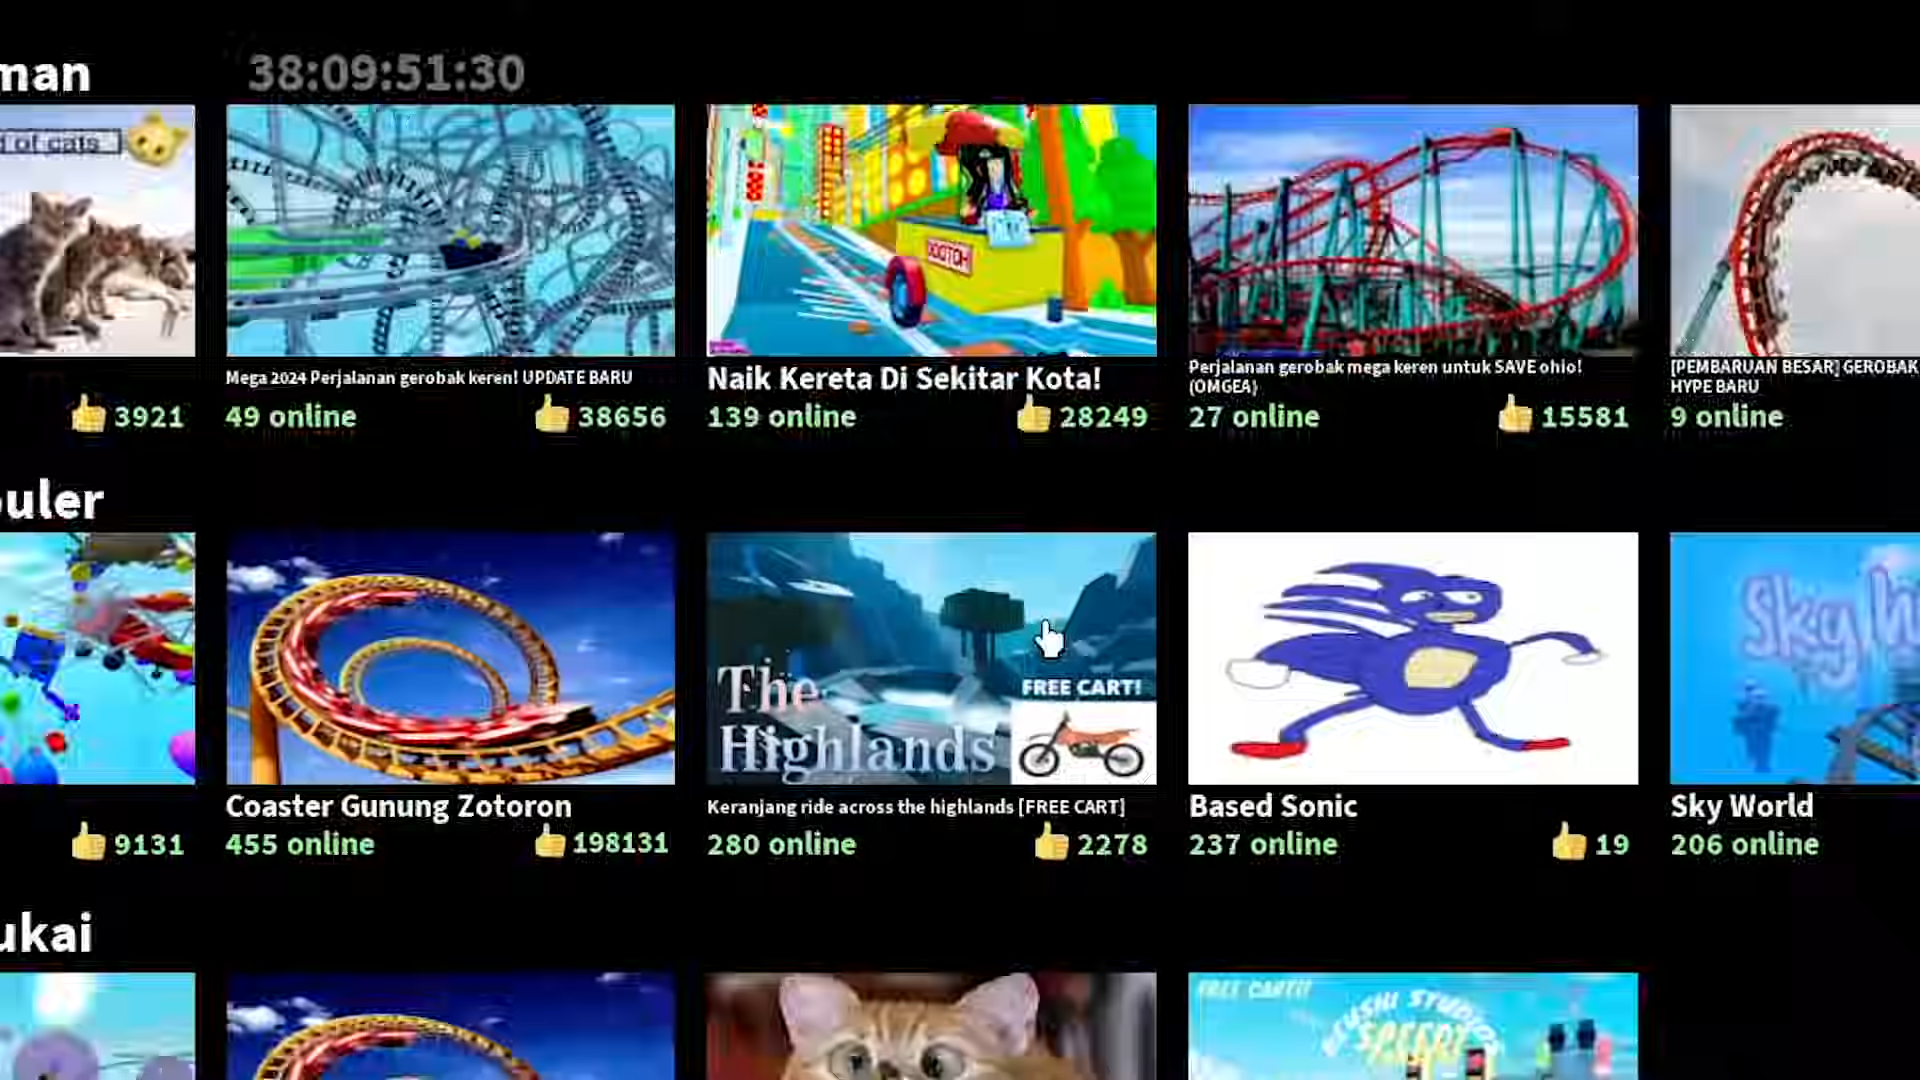 man
38:09:51:30
of cats
3921
Mega 2024 Perjalanan gerobak keren! UPDATE BARU
49 online
38656
Naik Kereta Di Sekitar Kota!
139 online
28249
Perjalanan gerobak mega keren untuk SAVE ohio!
(OMGEA)
27 online
15581
[PEMBARUAN BESAR] GEROBAK
HYPE BARU
9 online
puler
The
Highlands
FREE CART!
Sky
9131
Coaster Gunung Zotoron
455 online
198131
Keranjang ride across the highlands [FREE CART]
280 online
2278
Based Sonic
237 online
19
Sky World
206 online
ukai
FREE CART!!
STUDIOS
SPEEDY